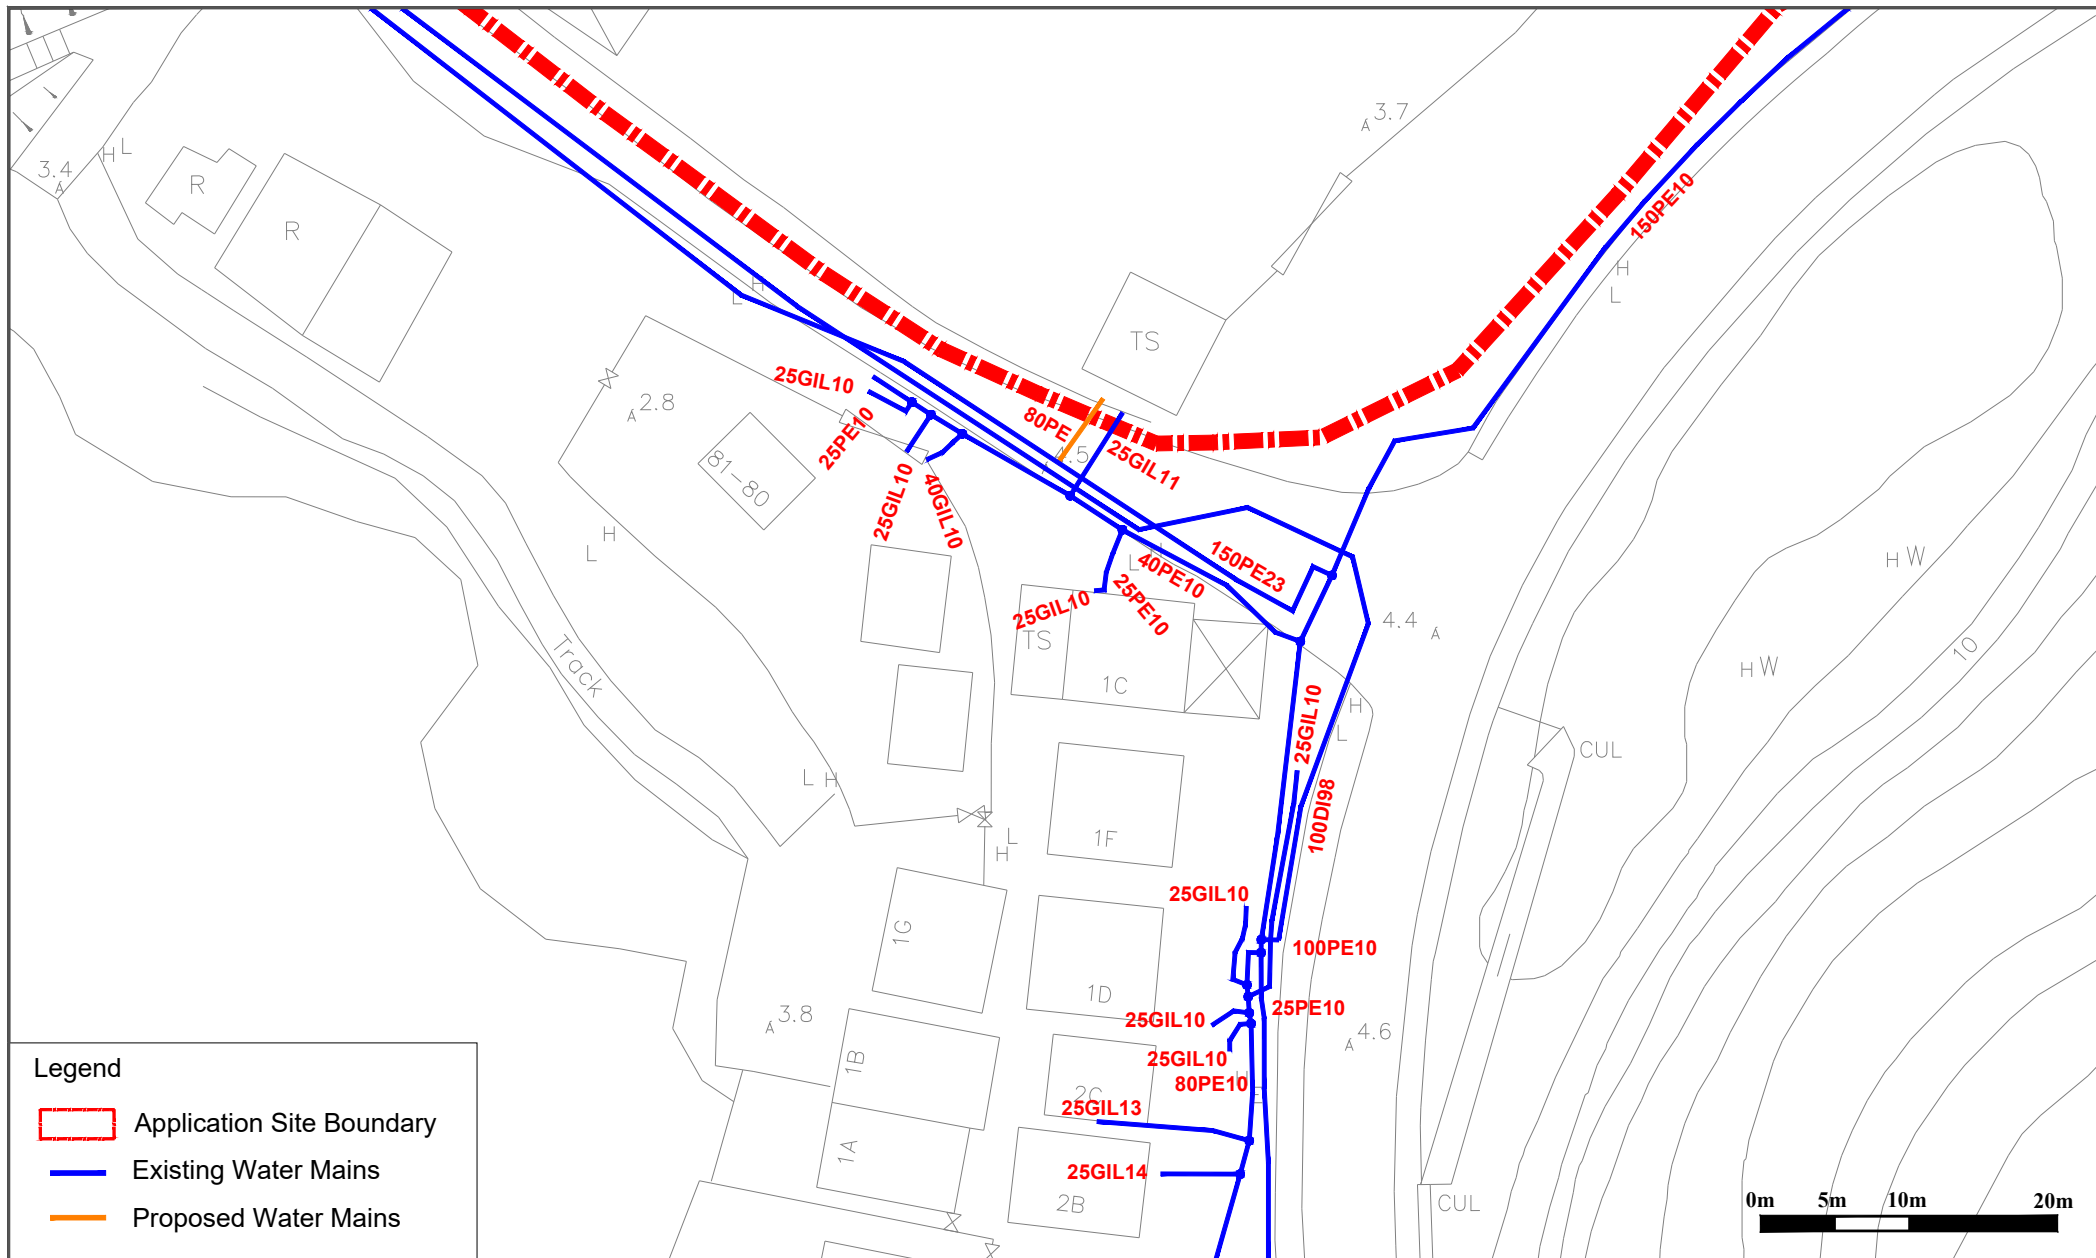 3.7
H L
3.4
R
R
150PE10
H
L
H
L
TS
25GIL10
2.8
80PE
25PE10
4.5
25GIL11
81-80
25GIL10
40GIL10
H
L
150PE23
L
40PE10
H W
25GIL10
25PE10
4.4
TS
Track
H W
10
1C
25GIL10
H
L
CUL
L H
100DI98
1F
L
H
25GIL10
1G
100PE10
1D
25PE10
3.8
25GIL10
4.6
1B
25GIL10
80PE10
2C
25GIL13
1A
25GIL14
2B
CUL
Legend
Application Site Boundary
Existing Water Mains
Proposed Water Mains
0m 5m 10m 20m